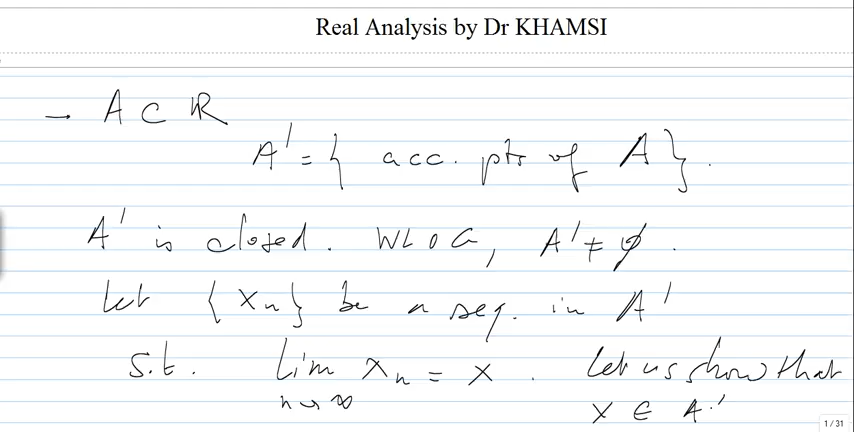 Real Analysis by Dr KHAMSI
→ A ⊂ ℝ
A' = { acc. pts of A }.
A' is closed. WLOG, A' ≠ ∅.
Let {xₙ} be a seq. in A'
s.t. lim xₙ = x. Let us show that
n→∞ x ∈ A'
1 / 31